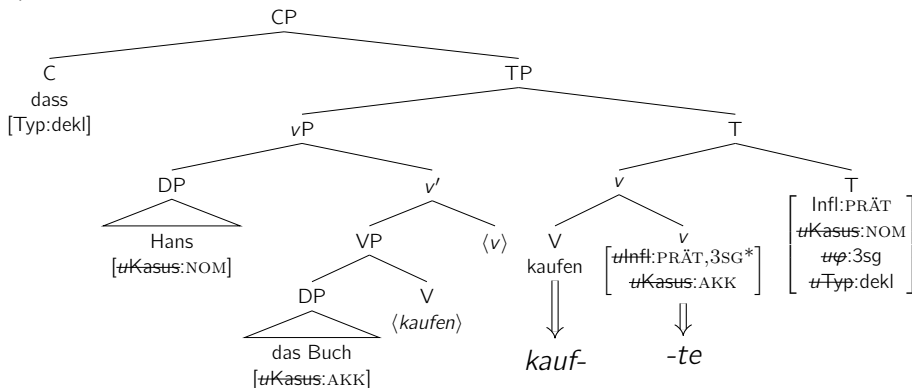 CP
C
dass
[Typ:dekl]
TP
vP
T
DP
Hans
[uKasus:NOM]
v′
v
T
VP
⟨v⟩
V
kaufen
v
[uInfl:PRÄT,3SG*
uKasus:AKK]
[Infl:PRÄT
uKasus:NOM
uφ:3sg
uTyp:dekl]
DP
das Buch
[uKasus:AKK]
V
⟨kaufen⟩
kauf-
-te